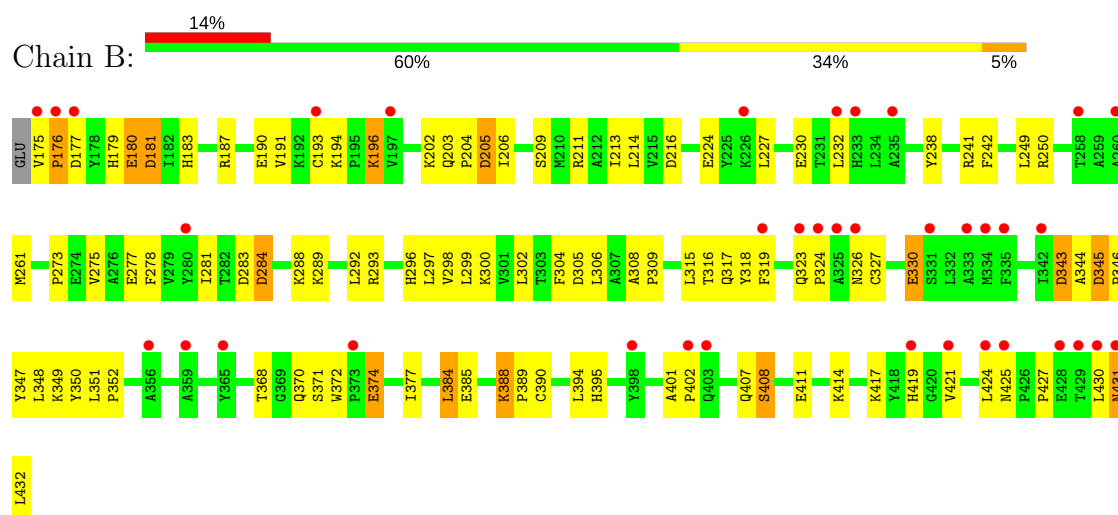 14%
Chain B:
60% 34% 5%
GLU V175 P176 D177 Y178 H179 E180 D181 I182 H183 R187 E190 V191 K192 C193 K194 P195 K196 V197 K202 Q203 P204 D205 I206 S209 M210 R211 A212 I213 L214 V215 D216 E224 V225 K226 L227 E230 T231 L232 H233 L234 A235 Y238 R241 F242 L249 R250 T258 A259 A260
M261 P273 E274 V275 A276 E277 F278 V279 Y280 I281 T282 D283 D284 K288 K289 L292 R293 H296 L297 V298 L299 K300 V301 L302 T303 F304 D305 L306 A307 A308 P309 L315 T316 Q317 Y318 F319 Q323 P324 A325 N326 C327 E330 S331 L332 A333 M334 F335 I342 D343 A344 D345 P346
Y347 L348 K349 Y350 L351 P352 A356 A359 Y365 T368 G369 Q370 S371 W372 P373 E374 I377 L384 E385 K388 P389 C390 L394 H395 Y398 A401 P402 Q403 Q407 S408 E411 K414 K417 Y418 H419 G420 V421 L424 N425 P426 P427 E428 T429 L430 N431
L432